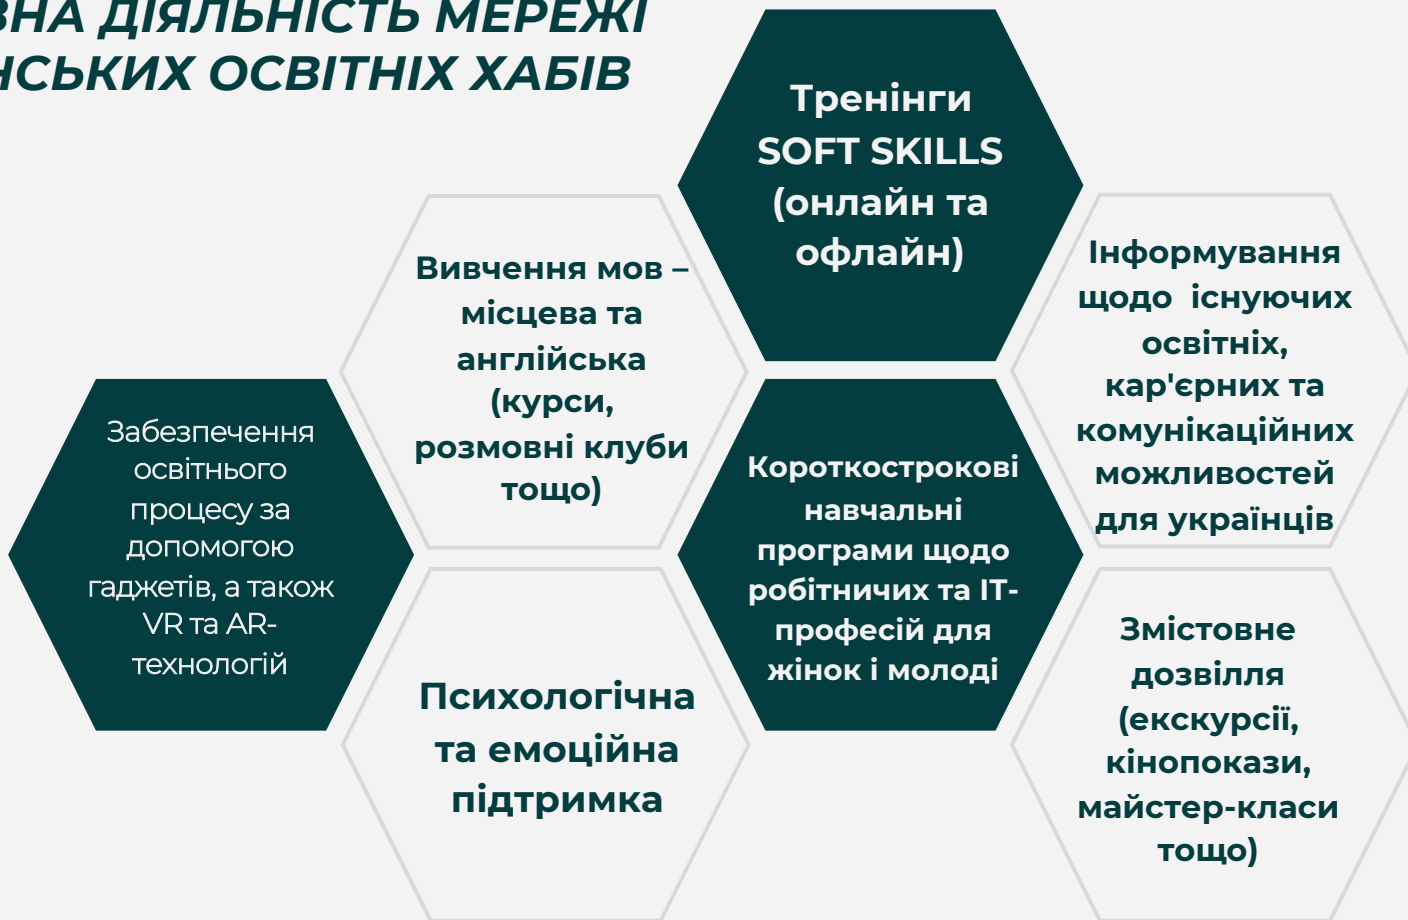 ДІЯЛЬНІСТЬ МЕРЕЖІ
ОСВІТНІХ ХАБІВ
Тренінги
SOFT SKILLS
(онлайн та
офлайн)
Вивчення мов –
місцева та
англійська
(курси,
розмовні клуби
тощо)
Інформування
щодо існуючих
освітніх,
кар'єрних та
комунікаційних
можливостей
для українців
Забезпечення
освітнього
процесу за
допомогою
гаджетів, а також
VR та AR-
технологій
Короткострокові
навчальні
програми щодо
робітничих та ІТ-
професій для
жінок і молоді
Психологічна
та емоційна
підтримка
Змістовне
дозвілля
(екскурсії,
кінопокази,
майстер-класи
тощо)